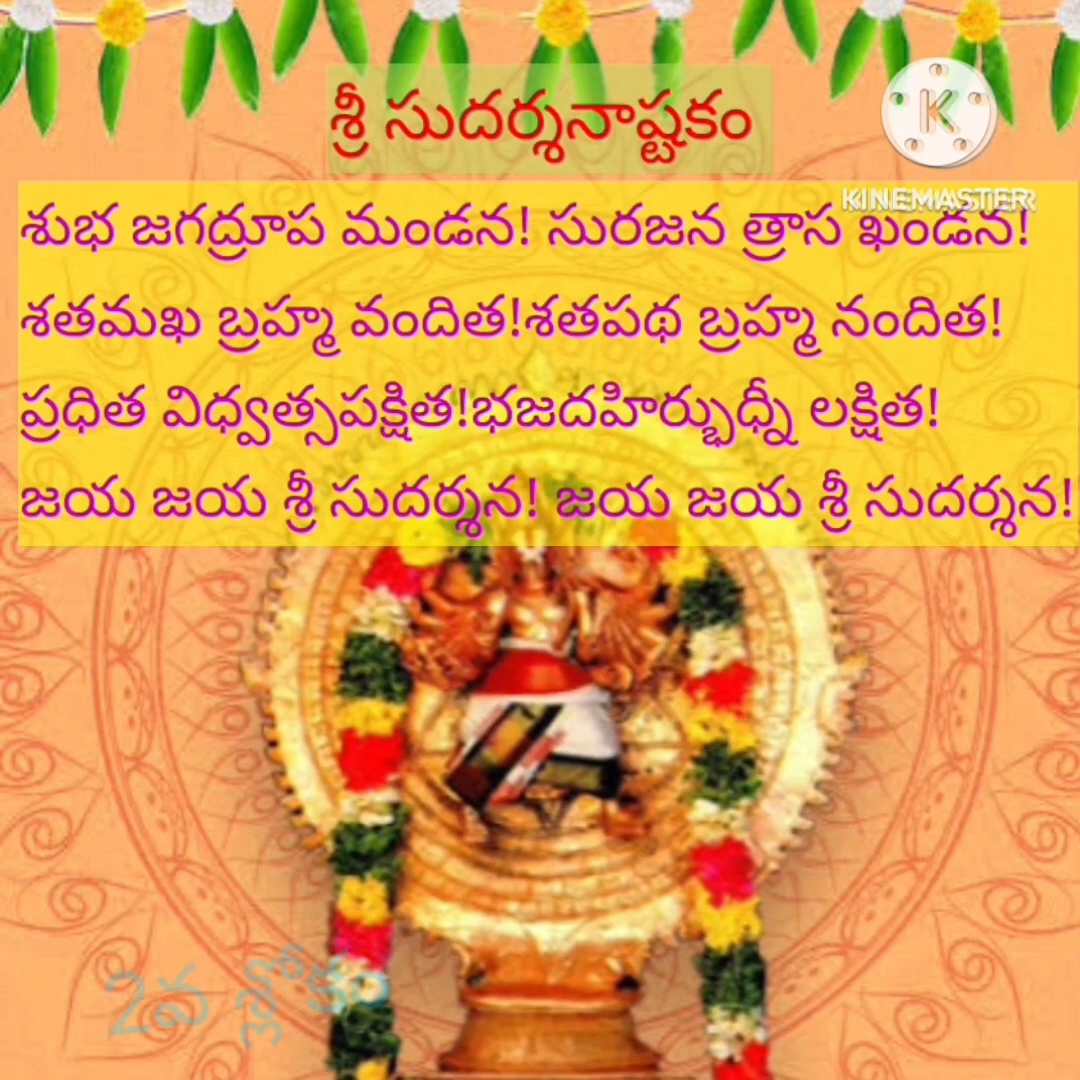 శ్రీ సుదర్శనాష్టకం
KINEMASTER
శుభ జగద్రూప మండన! సురజన త్రాస ఖండన!
శతమఖ బ్రహ్మ వందిత!శతపథ బ్రహ్మ నందిత!
ప్రధిత విధ్వత్సపక్షిత!భజదహిర్భుధ్నీ లక్షిత!
జయ జయ శ్రీ సుదర్శన! జయ జయ శ్రీ సుదర్శన!
2వ శ్లోకం